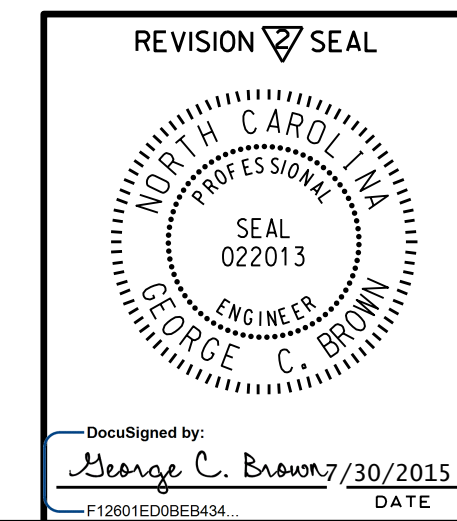 REVISION 2 SEAL
NORTH CAROLINA
PROFESSIONAL
SEAL
022013
ENGINEER
GEORGE C. BROWN
DocuSigned by:
George C. Brown 7/30/2015
DATE
F12601ED0BEB434...